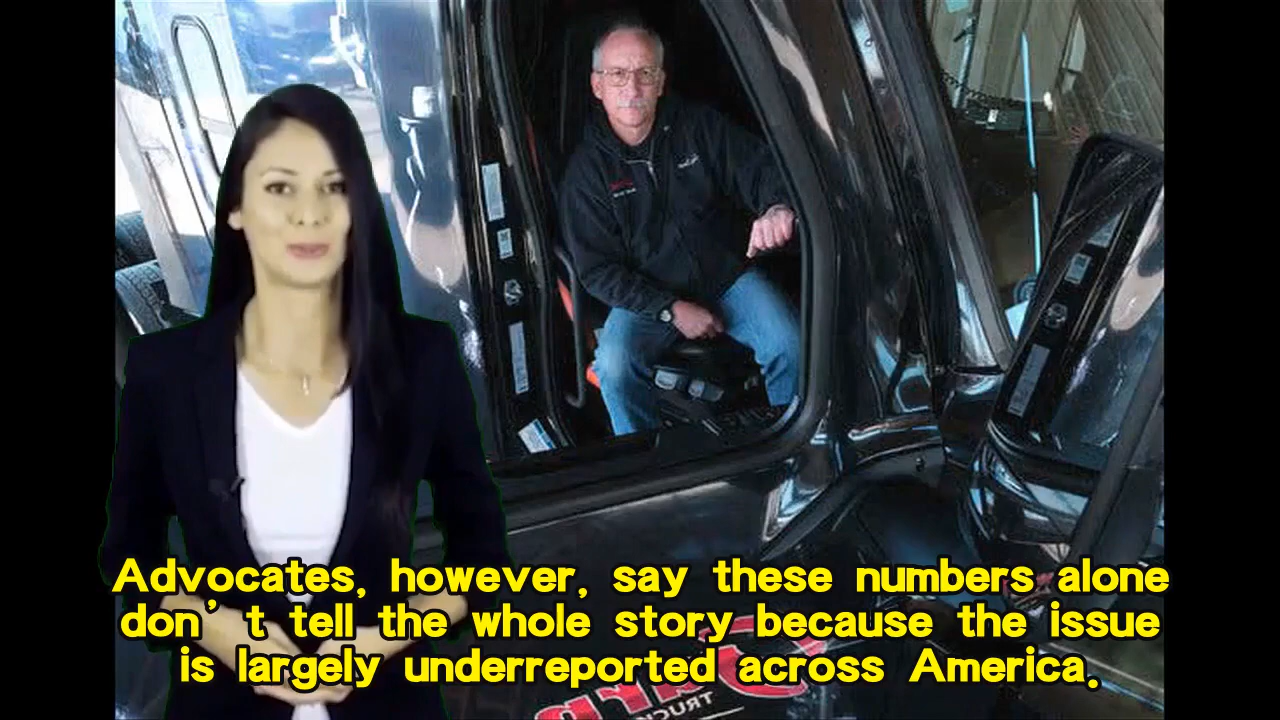 Advocates, however, say these numbers alone
don't tell the whole story because the issue
is largely underreported across America.